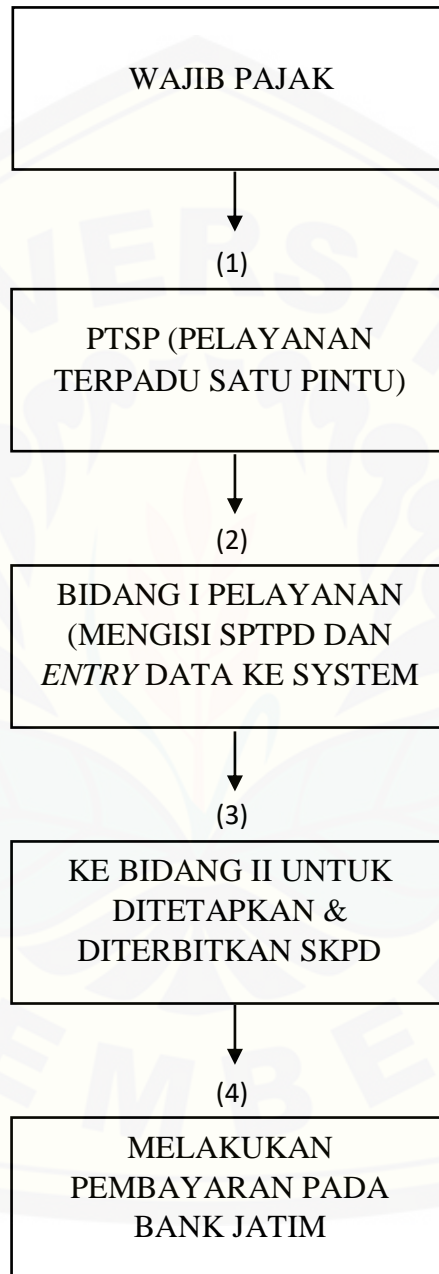 WAJIB PAJAK
(1)
PTSP (PELAYANAN
TERPADU SATU PINTU)
(2)
BIDANG I PELAYANAN
(MENGISI SPTPD DAN
ENTRY DATA KE SYSTEM
(3)
KE BIDANG II UNTUK
DITETAPKAN &
DITERBITKAN SKPD
(4)
MELAKUKAN
PEMBAYARAN PADA
BANK JATIM